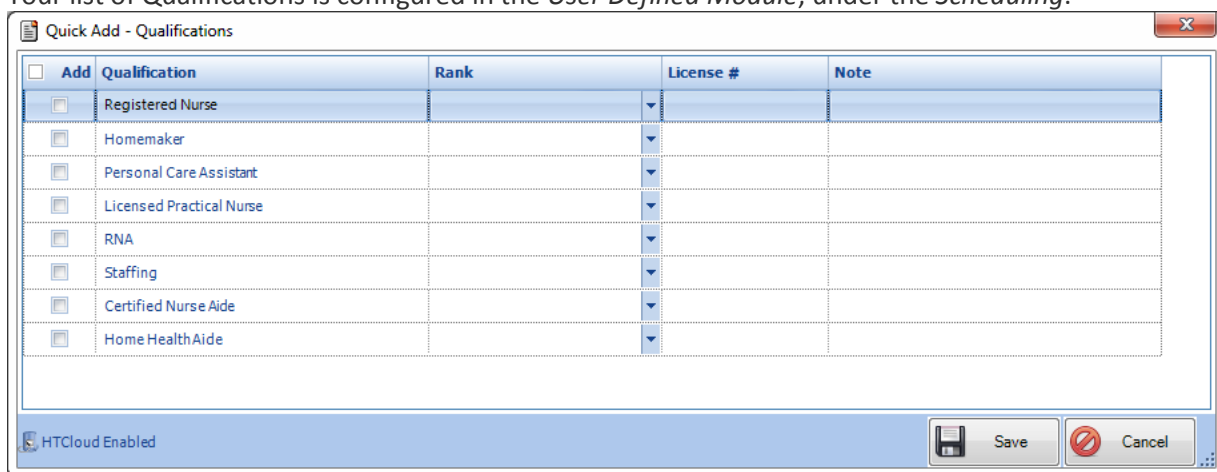 Your list of Qualifications is configured in the User Defined Module, under the Scheduling.
Quick Add - Qualifications
Add Qualification Rank License # Note
Registered Nurse
Homemaker
Personal Care Assistant
Licensed Practical Nurse
RNA
Staffing
Certified Nurse Aide
Home Health Aide
HTCloud Enabled Save Cancel